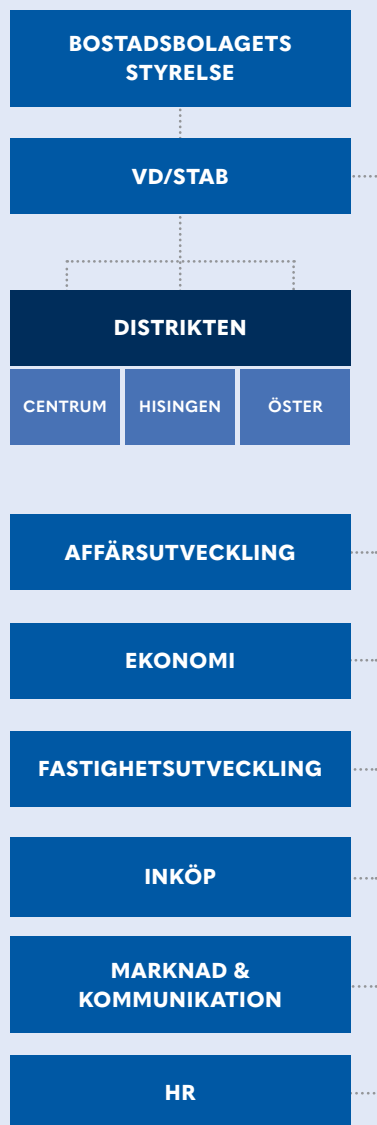 BOSTADSBOLAGETS
STYRELSE
VD/STAB
DISTRIKTEN
CENTRUM HISINGEN ÖSTER
AFFÄRSUTVECKLING
EKONOMI
FASTIGHETSUTVECKLING
INKÖP
MARKNAD &
KOMMUNIKATION
HR